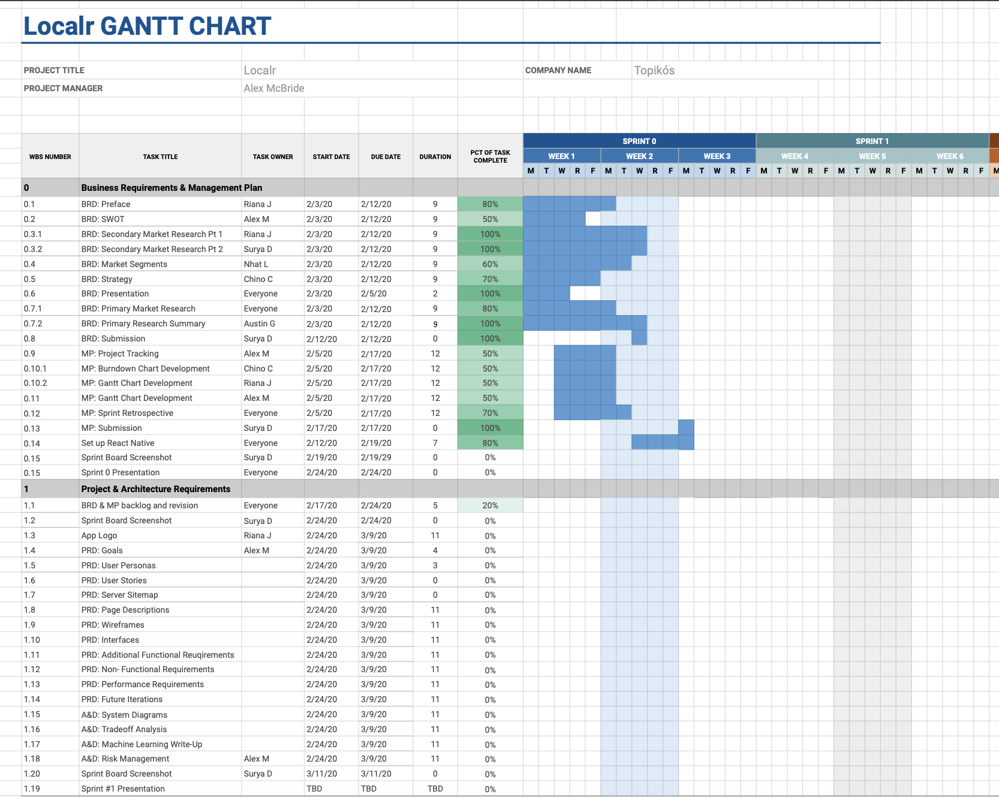 Localr GANTT CHART
PROJECT TITLE Localr COMPANY NAME Topikós
PROJECT MANAGER Alex McBride
WBS NUMBER TASK TITLE TASK OWNER START DATE DUE DATE DURATION PCT OF TASK COMPLETE
SPRINT 0 SPRINT 1
WEEK 1 WEEK 2 WEEK 3 WEEK 4 WEEK 5 WEEK 6
M T W R F M T W R F M T W R F M T W R F M T W R F M T W R F M
0 Business Requirements & Management Plan
0.1 BRD: Preface Riana J 2/3/20 2/12/20 9 80%
0.2 BRD: SWOT Alex M 2/3/20 2/12/20 9 50%
0.3.1 BRD: Secondary Market Research Pt 1 Riana J 2/3/20 2/12/20 9 100%
0.3.2 BRD: Secondary Market Research Pt 2 Surya D 2/3/20 2/12/20 9 100%
0.4 BRD: Market Segments Nhat L 2/3/20 2/12/20 9 60%
0.5 BRD: Strategy Chino C 2/3/20 2/12/20 9 70%
0.6 BRD: Presentation Everyone 2/3/20 2/5/20 2 100%
0.7.1 BRD: Primary Market Research Everyone 2/3/20 2/12/20 9 80%
0.7.2 BRD: Primary Research Summary Austin G 2/3/20 2/12/20 9 100%
0.8 BRD: Submission Surya D 2/12/20 2/12/20 0 100%
0.9 MP: Project Tracking Alex M 2/5/20 2/17/20 12 50%
0.10.1 MP: Burndown Chart Development Chino C 2/5/20 2/17/20 12 50%
0.10.2 MP: Gantt Chart Development Riana J 2/5/20 2/17/20 12 50%
0.11 MP: Gantt Chart Development Alex M 2/5/20 2/17/20 12 50%
0.12 MP: Sprint Retrospective Everyone 2/5/20 2/17/20 12 70%
0.13 MP: Submission Surya D 2/17/20 2/17/20 0 100%
0.14 Set up React Native Everyone 2/12/20 2/19/20 7 80%
0.15 Sprint Board Screenshot Surya D 2/19/20 2/19/29 0 0%
0.15 Sprint 0 Presentation Everyone 2/24/20 2/24/20 0 0%
1 Project & Architecture Requirements
1.1 BRD & MP backlog and revision Everyone 2/17/20 2/24/20 5 20%
1.2 Sprint Board Screenshot Surya D 2/24/20 2/24/20 0 0%
1.3 App Logo Riana J 2/24/20 3/9/20 11 0%
1.4 PRD: Goals Alex M 2/24/20 3/9/20 4 0%
1.5 PRD: User Personas 2/24/20 3/9/20 3 0%
1.6 PRD: User Stories 2/24/20 3/9/20 0 0%
1.7 PRD: Server Sitemap 2/24/20 3/9/20 0 0%
1.8 PRD: Page Descriptions 2/24/20 3/9/20 11 0%
1.9 PRD: Wireframes 2/24/20 3/9/20 11 0%
1.10 PRD: Interfaces 2/24/20 3/9/20 11 0%
1.11 PRD: Additional Functional Reuqirements 2/24/20 3/9/20 11 0%
1.12 PRD: Non- Functional Requirements 2/24/20 3/9/20 11 0%
1.13 PRD: Performance Requirements 2/24/20 3/9/20 11 0%
1.14 PRD: Future Iterations 2/24/20 3/9/20 11 0%
1.15 A&D: System Diagrams 2/24/20 3/9/20 11 0%
1.16 A&D: Tradeoff Analysis 2/24/20 3/9/20 11 0%
1.17 A&D: Machine Learning Write-Up 2/24/20 3/9/20 11 0%
1.18 A&D: Risk Management Alex M 2/24/20 3/9/20 11 0%
1.20 Sprint Board Screenshot Surya D 3/11/20 3/11/20 0 0%
1.19 Sprint #1 Presentation TBD TBD TBD 0%